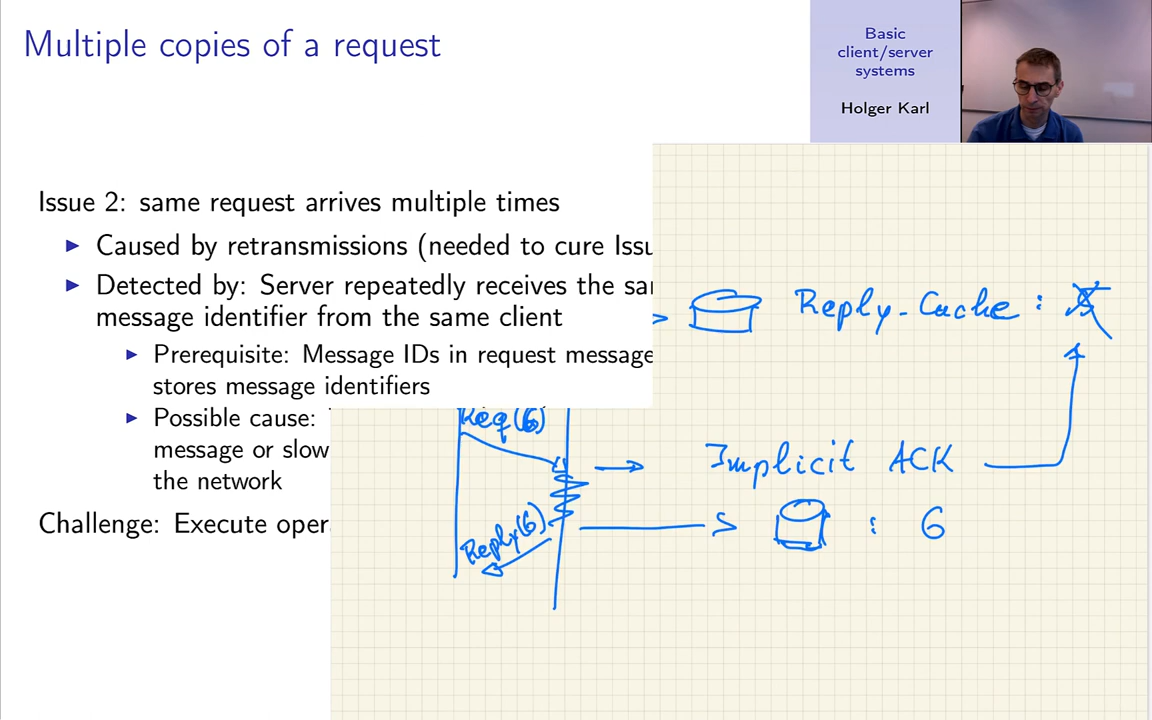 Multiple copies of a request
Basic
client/server
systems
Holger Karl
Issue 2: same request arrives multiple times
Caused by retransmissions (needed to cure Issu
Detected by: Server repeatedly receives the sa
message identifier from the same client
Prerequisite: Message IDs in request message
stores message identifiers
Possible cause:
message or slow
the network
Challenge: Execute oper
Reply-Cache :
Req(6)
Implicit ACK
Reply(6)
: 6